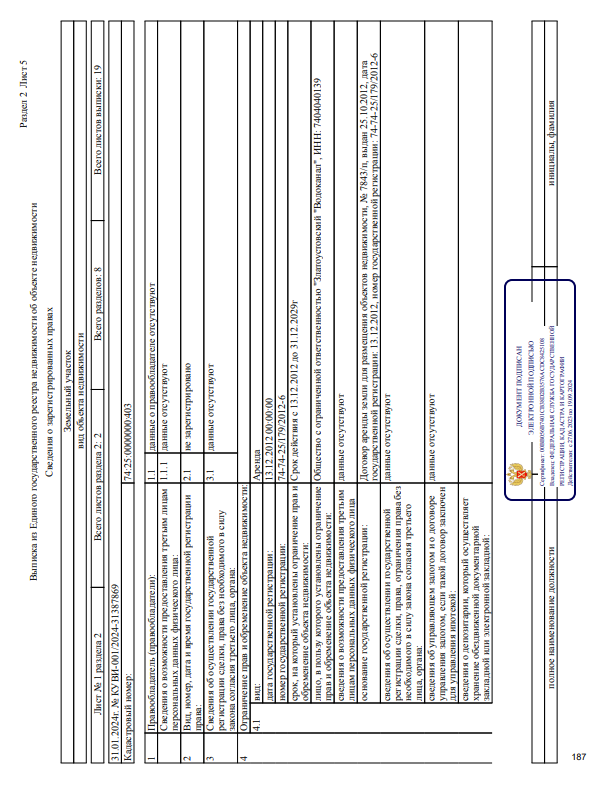 Раздел 2 Лист 5
Выписка из Единого государственного реестра недвижимости об объекте недвижимости
Сведения о зарегистрированных правах
Земельный участок
вид объекта недвижимости
Лист № 1 раздела 2 Всего листов раздела 2: 2 Всего разделов: 8 Всего листов выписки: 19
31.01.2024г. № КУВИ-001/2024-31387869
Кадастровый номер: 74:25:0000000:403
1 Правообладатель (правообладатели): 1.1 данные о правообладателе отсутствуют
Сведения о возможности предоставления третьим лицам 1.1.1 данные отсутствуют
персональных данных физического лица:
2 Вид, номер, дата и время государственной регистрации 2.1 не зарегистрировано
права:
3 Сведения об осуществлении государственной 3.1 данные отсутствуют
регистрации сделки, права без необходимого в силу
закона согласия третьего лица, органа:
4 Ограничение прав и обременение объекта недвижимости:
4.1 вид: Аренда
дата государственной регистрации: 13.12.2012 00:00:00
номер государственной регистрации: 74-74-25/179/2012-6
срок, на который установлены ограничение прав и Срок действия с 13.12.2012 до 31.12.2029г
обременение объекта недвижимости:
лицо, в пользу которого установлены ограничение Общество с ограниченной ответственностью "Златоустовский "Водоканал", ИНН: 7404040139
прав и обременение объекта недвижимости:
сведения о возможности предоставления третьим данные отсутствуют
лицам персональных данных физического лица
основание государственной регистрации: Договор аренды земли для размещения объектов недвижимости, № 7843/п, выдан 25.10.2012, дата
государственной регистрации: 13.12.2012, номер государственной регистрации: 74-74-25/179/2012-6
сведения об осуществлении государственной данные отсутствуют
регистрации сделки, права, ограничения права без
необходимого в силу закона согласия третьего
лица, органа:
сведения об управляющем залогом и о договоре данные отсутствуют
управления залогом, если такой договор заключен
для управления ипотекой:
сведения о депозитарии, который осуществляет
хранение обездвиженной документарной
закладной или электронной закладной:
ДОКУМЕНТ ПОДПИСАН
ЭЛЕКТРОННОЙ ПОДПИСЬЮ
Владелец: ФЕДЕРАЛЬНАЯ СЛУЖБА ГОСУДАРСТВЕННОЙ
РЕГИСТРАЦИИ, КАДАСТРА И КАРТОГРАФИИ
Действителен: с 27.06.2023 по 19.09.2024
полное наименование должности инициалы, фамилия
187